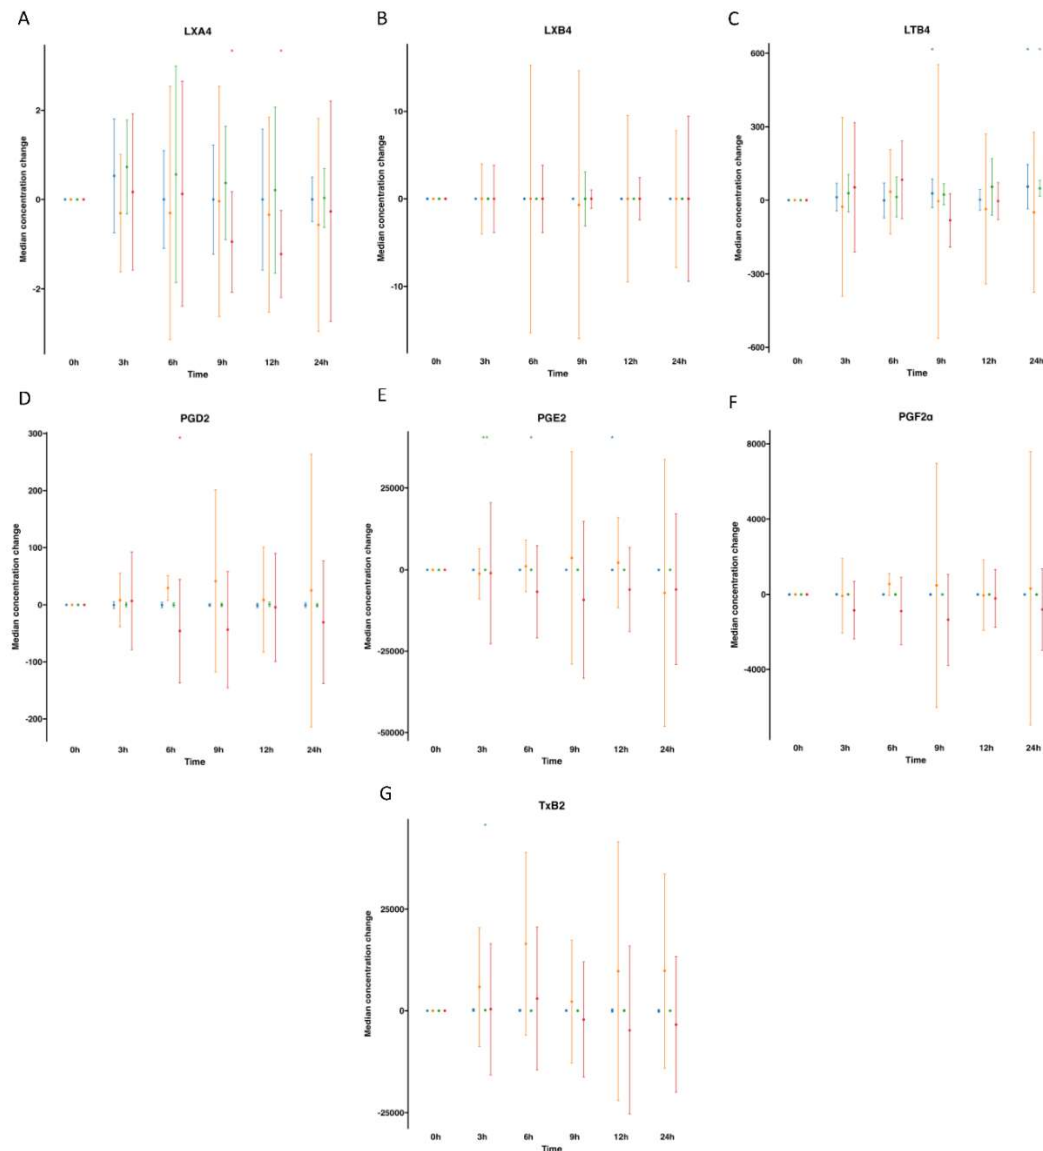 A
LXA4
Median concentration change
2
0
-2
0h 3h 6h 9h 12h 24h
Time
B
LXB4
Median concentration change
10
0
-10
0h 3h 6h 9h 12h 24h
Time
C
LTB4
Median concentration change
600
300
0
-300
-600
0h 3h 6h 9h 12h 24h
Time
D
PGD2
Median concentration change
300
200
100
0
-100
-200
0h 3h 6h 9h 12h 24h
Time
E
PGE2
Median concentration change
25000
0
-25000
-50000
0h 3h 6h 9h 12h 24h
Time
F
PGF2α
Median concentration change
8000
4000
0
-4000
0h 3h 6h 9h 12h 24h
Time
G
TxB2
Median concentration change
25000
0
-25000
0h 3h 6h 9h 12h 24h
Time